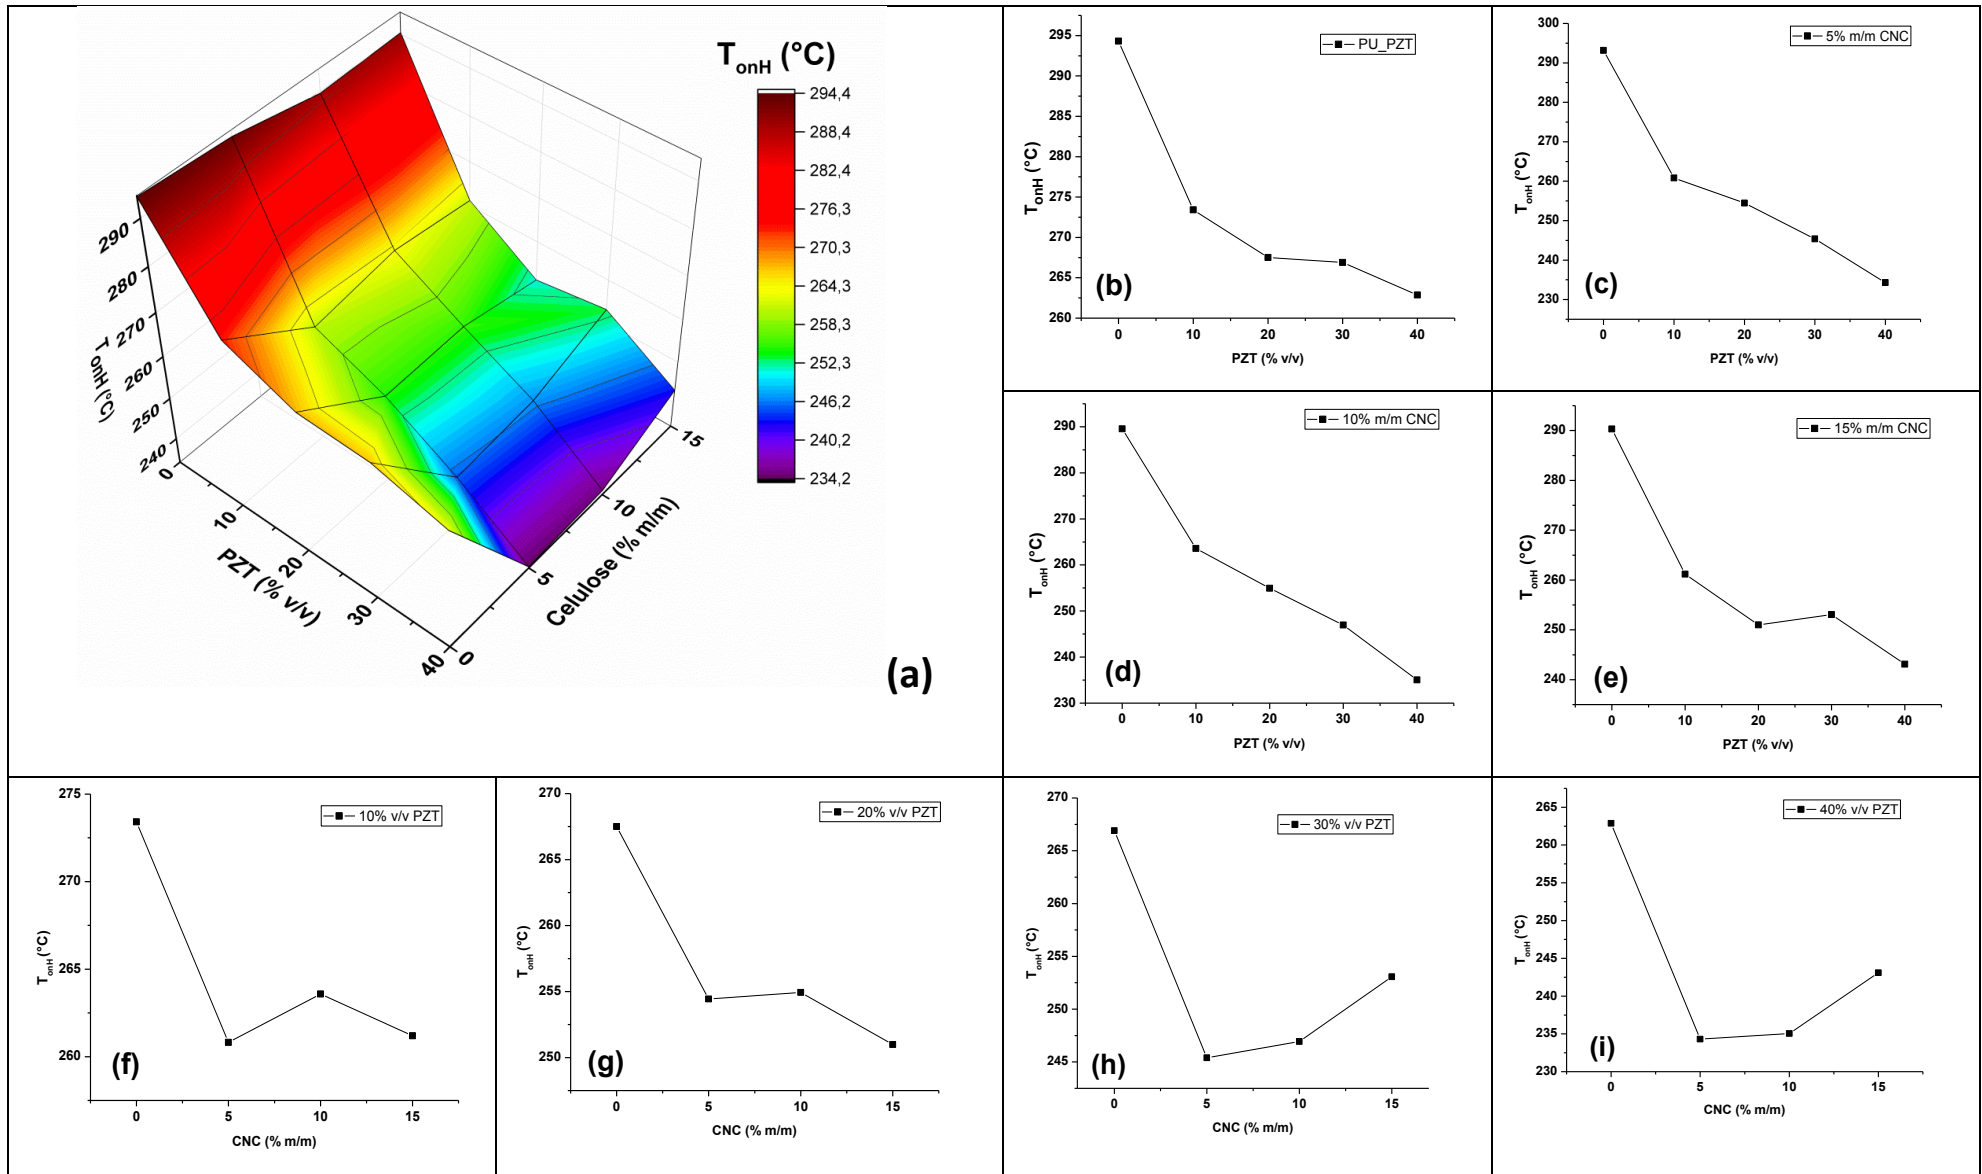 T_onH (°C)
294,4
288,4
282,4
276,3
270,3
264,3
258,3
252,3
246,2
240,2
234,2
290
280
270
260
250
240
T onH (°C)
0
10
20
30
40
PZT (% v/v)
0
5
10
15
Celulose (% m/m)
(a)
PU_PZT
295
290
285
280
275
270
265
260
T_onH (°C)
(b)
0 10 20 30 40
PZT (% v/v)
5% m/m CNC
300
290
280
270
260
250
240
230
T_onH (°C)
(c)
0 10 20 30 40
PZT (% v/v)
10% m/m CNC
290
280
270
260
250
240
230
T_onH (°C)
(d)
0 10 20 30 40
PZT (% v/v)
15% m/m CNC
290
280
270
260
250
240
T_onH (°C)
(e)
0 10 20 30 40
PZT (% v/v)
10% v/v PZT
275
270
265
260
T_onH (°C)
(f)
0 5 10 15
CNC (% m/m)
20% v/v PZT
270
265
260
255
250
T_onH (°C)
(g)
0 5 10 15
CNC (% m/m)
30% v/v PZT
270
265
260
255
250
245
T_onH (°C)
(h)
0 5 10 15
CNC (% m/m)
40% v/v PZT
265
260
255
250
245
240
235
230
T_onH (°C)
(i)
0 5 10 15
CNC (% m/m)